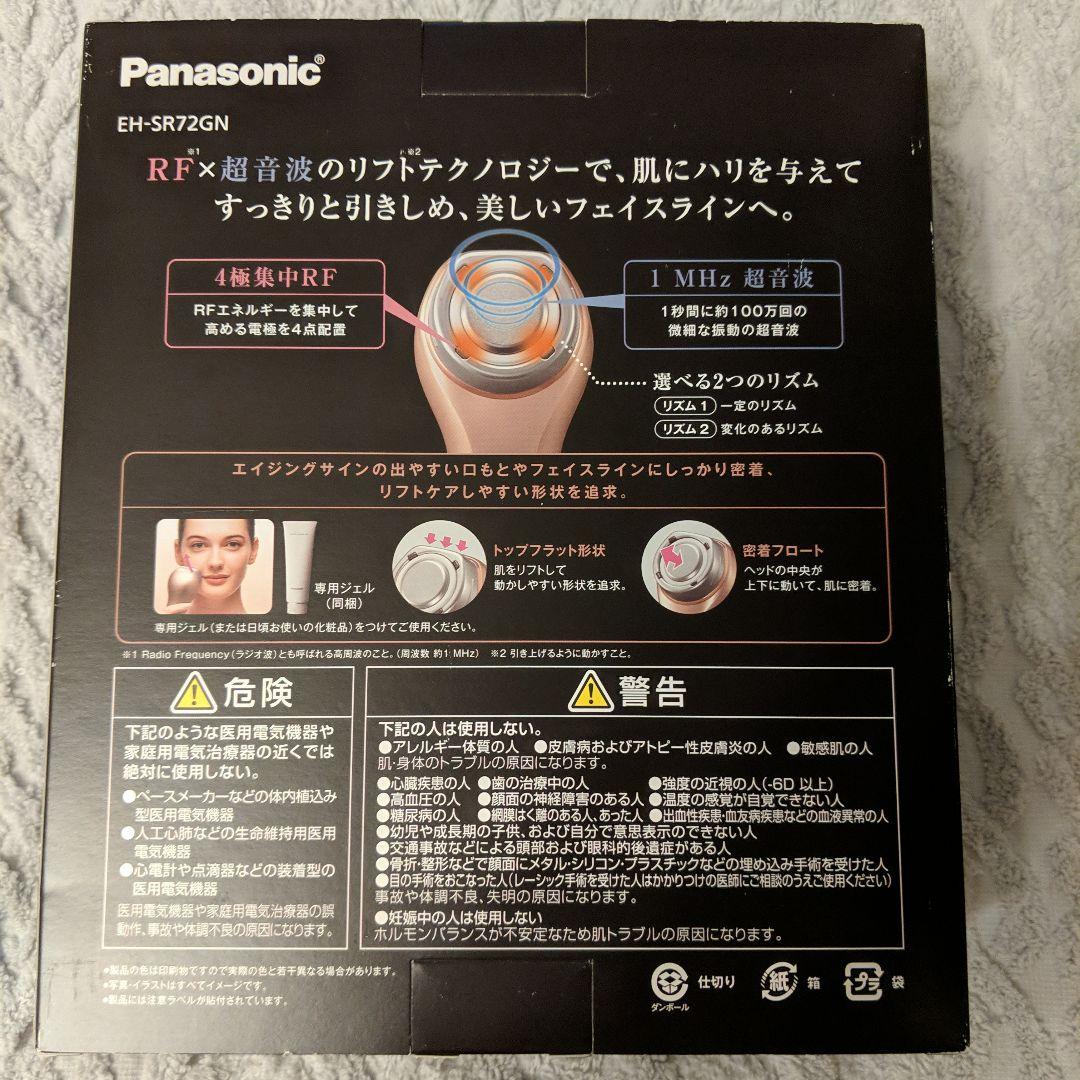 Panasonic®
EH-SR72GN
RF※1×超音波のリフト※2テクノロジーで、肌にハリを与えて
すっきりと引きしめ、美しいフェイスラインへ。
4極集中RF
RFエネルギーを集中して
高める電極を4点配置
1 MHz 超音波
1秒間に約100万回の
微細な振動の超音波
選べる2つのリズム
リズム1 一定のリズム
リズム2 変化のあるリズム
エイジングサインの出やすい口もとやフェイスラインにしっかり密着、
リフトケアしやすい形状を追求。
専用ジェル
(同梱)
トップフラット形状
肌をリフトして
動かしやすい形状を追求。
密着フロート
ヘッドの中央が
上下に動いて、肌に密着。
専用ジェル(または日頃お使いの化粧品)をつけてご使用ください。
※1 Radio Frequency(ラジオ波)とも呼ばれる高周波のこと。(周波数 約1 MHz) ※2 引き上げるように動かすこと。
危険
下記のような医用電気機器や
家庭用電気治療器の近くでは
絶対に使用しない。
●ペースメーカーなどの体内植込み
型医用電気機器
●人工心肺などの生命維持用医用
電気機器
●心電計や点滴器などの装着型の
医用電気機器
医用電気機器や家庭用電気治療器の誤
動作、事故や体調不良の原因になります。
警告
下記の人は使用しない。
●アレルギー体質の人 ●皮膚病およびアトピー性皮膚炎の人 ●敏感肌の人
肌・身体のトラブルの原因になります。
●心臓疾患の人 ●歯の治療中の人 ●強度の近視の人(-6D 以上)
●高血圧の人 ●顔面の神経障害のある人 ●温度の感覚が自覚できない人
●糖尿病の人 ●網膜はく離のある人、あった人 ●出血性疾患・血友病疾患などの血液異常の人
●幼児や成長期の子供、および自分で意思表示のできない人
●交通事故などによる頭部および眼科的後遺症がある人
●骨折・整形などで顔面にメタル・シリコン・プラスチックなどの埋め込み手術を受けた人
●目の手術をおこなった人(レーシック手術を受けた人はかかりつけの医師にご相談のうえご使用ください)
事故や体調不良、失明の原因になります。
●妊娠中の人は使用しない
ホルモンバランスが不安定なため肌トラブルの原因になります。
●製品の色は印刷物ですので実際の色と若干異なる場合があります。
●写真・イラストはすべてイメージです。
●製品には注意ラベルが貼付されています。
ダンボール
仕切り
紙
箱
プラ
袋